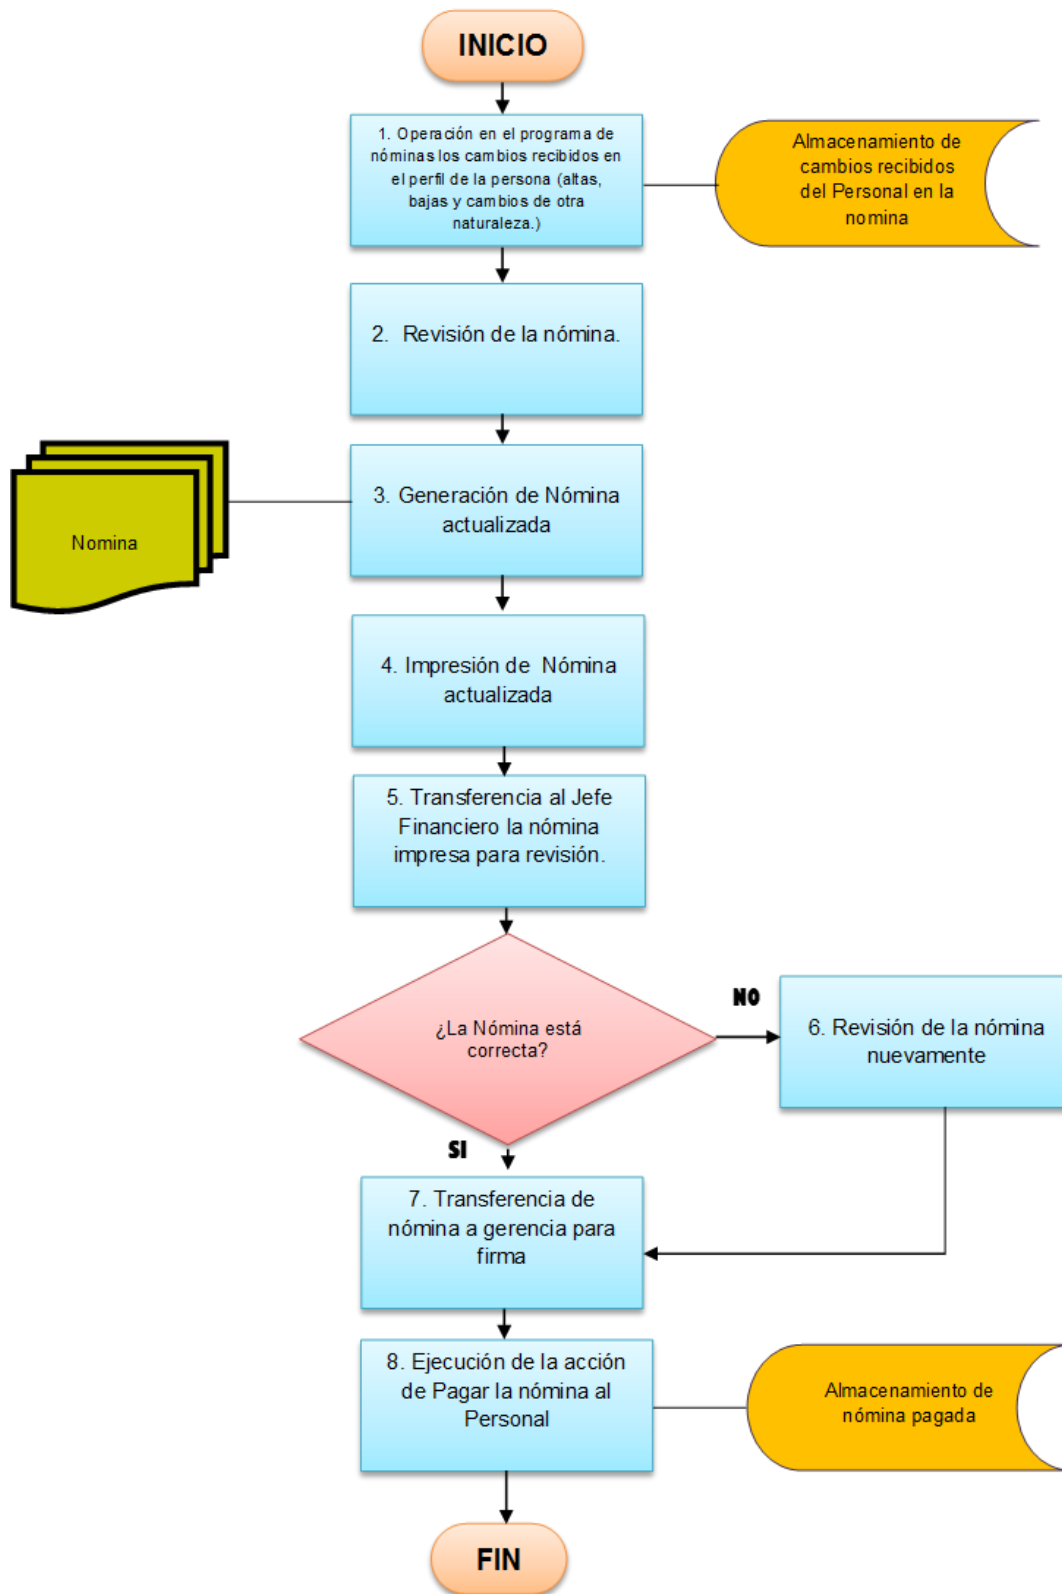 INICIO
1. Operación en el programa de
nóminas los cambios recibidos en
el perfil de la persona (altas,
bajas y cambios de otra
naturaleza.)
Almacenamiento de
cambios recibidos
del Personal en la
nomina
2. Revisión de la nómina.
3. Generación de Nómina
actualizada
Nomina
4. Impresión de Nómina
actualizada
5. Transferencia al Jefe
Financiero la nómina
impresa para revisión.
¿La Nómina está
correcta?
NO
6. Revisión de la nómina
nuevamente
SI
7. Transferencia de
nómina a gerencia para
firma
8. Ejecución de la acción
de Pagar la nómina al
Personal
Almacenamiento de
nómina pagada
FIN